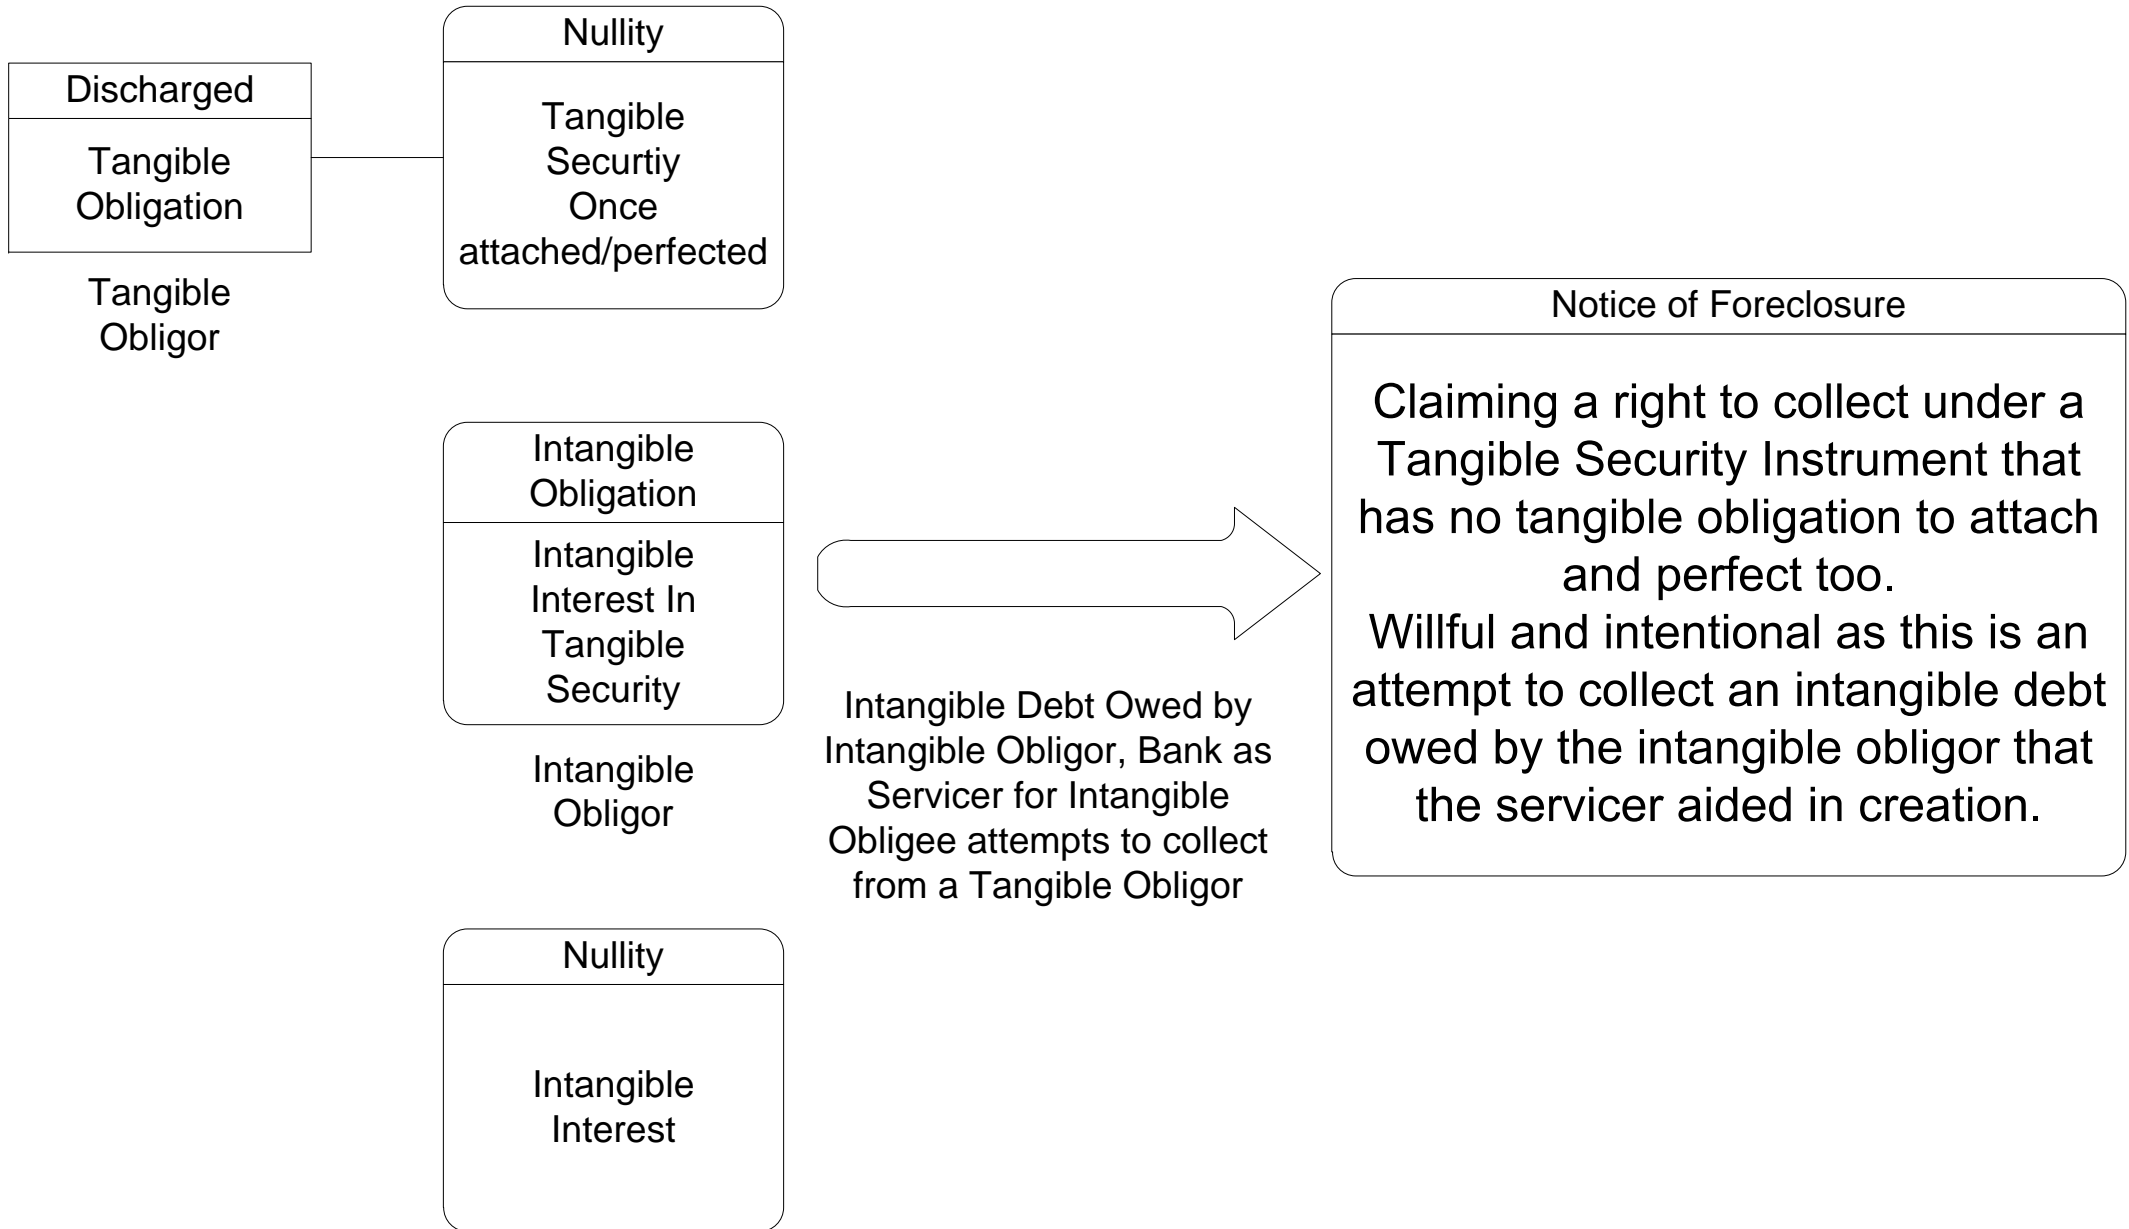 Discharged
Tangible
Obligation
Tangible
Obligor
Nullity
Tangible
Securtiy
Once
attached/perfected
Intangible
Obligation
Intangible
Interest In
Tangible
Security
Intangible
Obligor
Nullity
Intangible
Interest
Intangible Debt Owed by
Intangible Obligor, Bank as
Servicer for Intangible
Obligee attempts to collect
from a Tangible Obligor
Notice of Foreclosure
Claiming a right to collect under a
Tangible Security Instrument that
has no tangible obligation to attach
and perfect too.
Willful and intentional as this is an
attempt to collect an intangible debt
owed by the intangible obligor that
the servicer aided in creation.